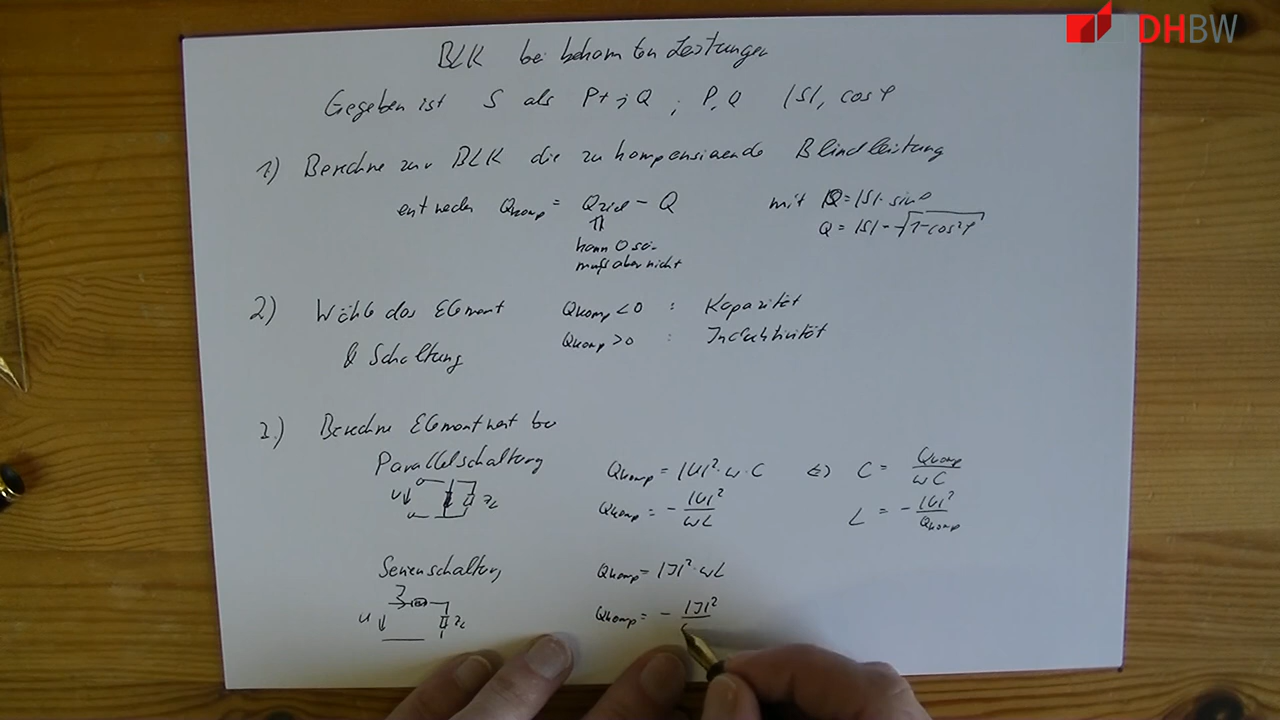 DHBW
BLK bei bekannten Leistungen
Gegeben ist S als P+jQ ; P,Q |S|, cos φ
1) Berechne zur BLK die zu kompensierende Blindleistung
entweder Qkomp = Qziel - Q mit Q = |S| · sin φ
⇑ Q = |S| · √1-cos²φ
kann 0 sein
muß aber nicht
2) Wähle das Element Qkomp < 0 : Kapazität
& Schaltung Qkomp > 0 : Induktivität
Berechne Elementwert bei
Parallelschaltung Qkomp = |U|² · ω · C ⇔ C = Qkomp / ωC
U ZL Qkomp = - |U|² / ωL L = - |U|² / Qkomp
Serienschaltung Qkomp = |I|² · ωL
U ZL Qkomp = - |I|²